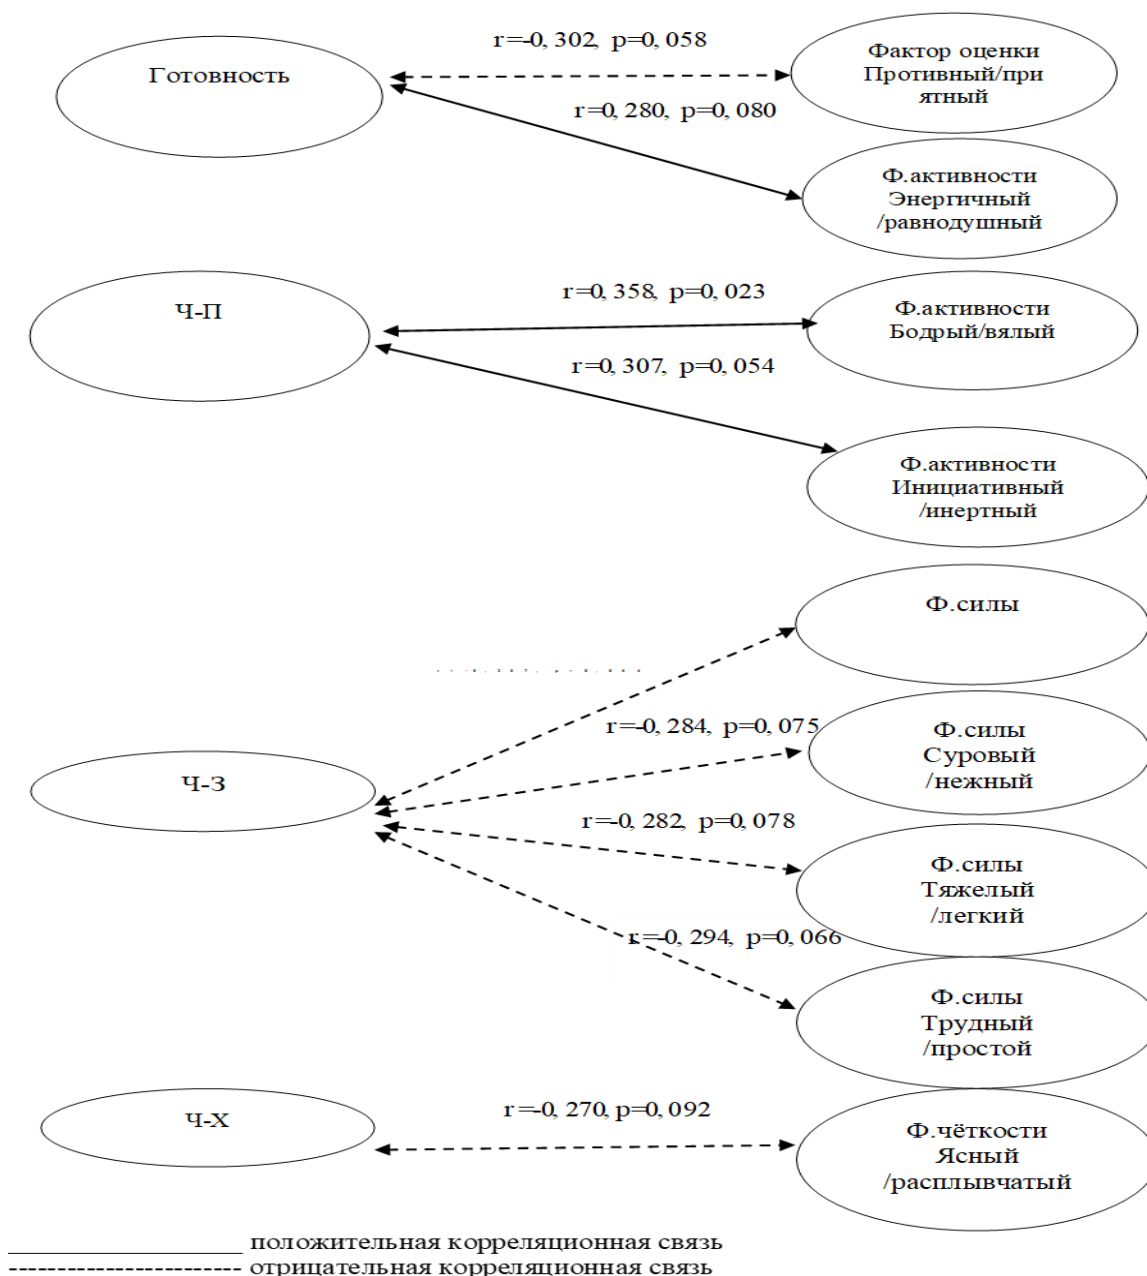 r=-0, 302, p=0, 058
Готовность
Фактор оценки
Противный/при
ятный
r=0, 280, p=0, 080
Ф.активности
Энергичный
/равнодушный
Ч-П
r=0, 358, p=0, 023
Ф.активности
Бодрый/вялый
r=0, 307, p=0, 054
Ф.активности
Инициативный
/инертный
Ф.силы
Ч-З
r=-0, 284, p=0, 075
Ф.силы
Суровый
/нежный
r=-0, 282, p=0, 078
Ф.силы
Тяжелый
/легкий
r=-0, 294, p=0, 066
Ф.силы
Трудный
/простой
Ч-Х
r=-0, 270, p=0, 092
Ф.чёткости
Ясный
/расплывчатый
положительная корреляционная связь
отрицательная корреляционная связь